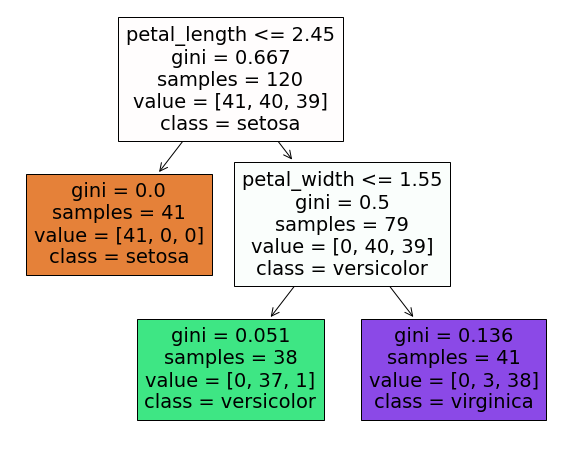 petal_length <= 2.45
gini = 0.667
samples = 120
value = [41, 40, 39]
class = setosa
gini = 0.0
samples = 41
value = [41, 0, 0]
class = setosa
petal_width <= 1.55
gini = 0.5
samples = 79
value = [0, 40, 39]
class = versicolor
gini = 0.051
samples = 38
value = [0, 37, 1]
class = versicolor
gini = 0.136
samples = 41
value = [0, 3, 38]
class = virginica